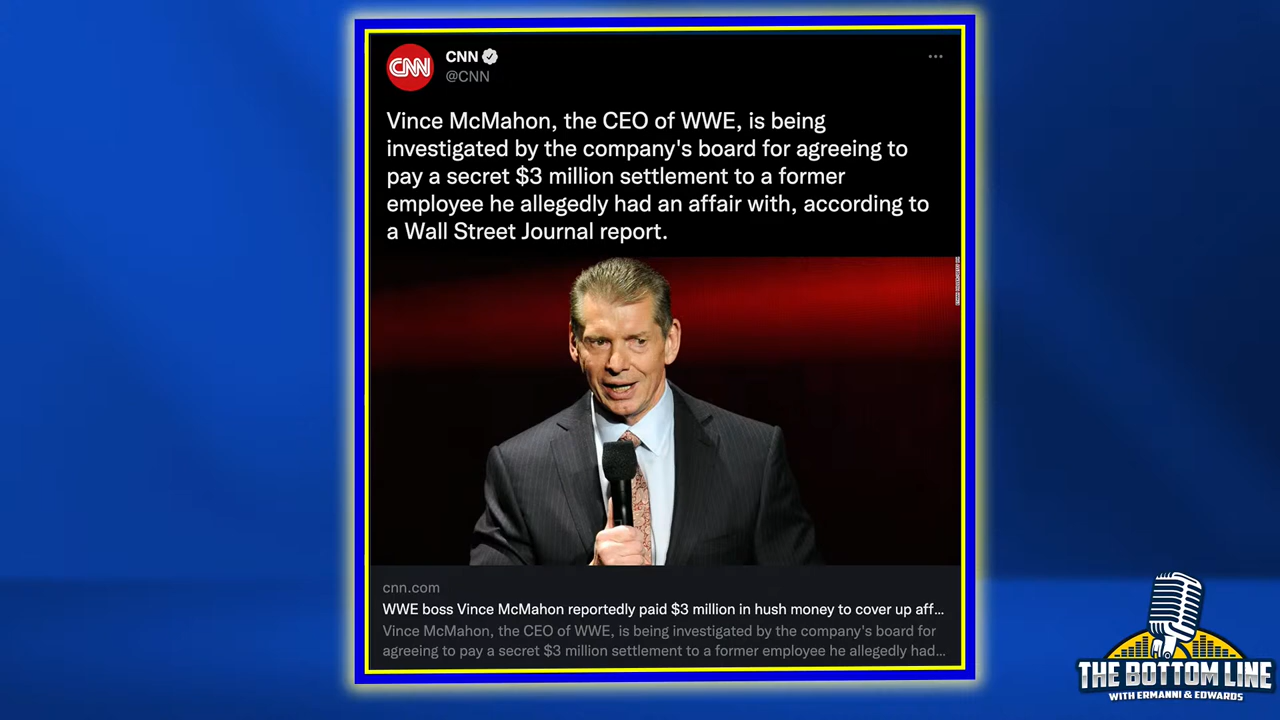 CNN
CNN
@CNN
Vince McMahon, the CEO of WWE, is being
investigated by the company's board for agreeing to
pay a secret $3 million settlement to a former
employee he allegedly had an affair with, according to
a Wall Street Journal report.
cnn.com
WWE boss Vince McMahon reportedly paid $3 million in hush money to cover up aff...
Vince McMahon, the CEO of WWE, is being investigated by the company's board for
agreeing to pay a secret $3 million settlement to a former employee he allegedly had...
THE BOTTOM LINE
WITH ERMANNI & EDWARDS